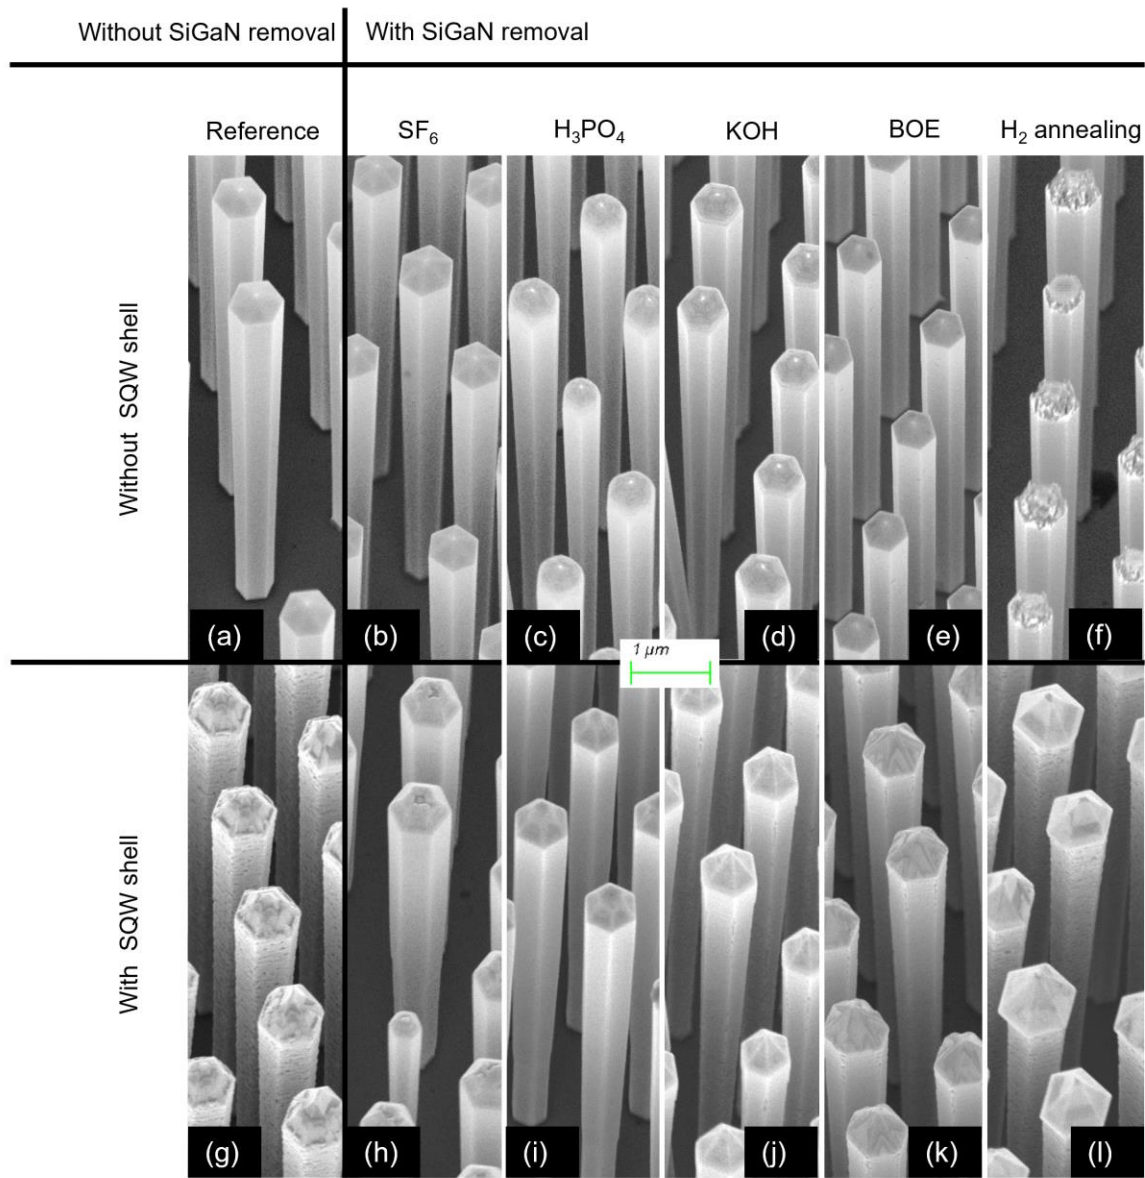 Without SiGaN removal
With SiGaN removal
Reference
SF6
H3PO4
KOH
BOE
H2 annealing
Without SQW shell
(a)
(b)
(c)
(d)
(e)
(f)
1 µm
With SQW shell
(g)
(h)
(i)
(j)
(k)
(l)